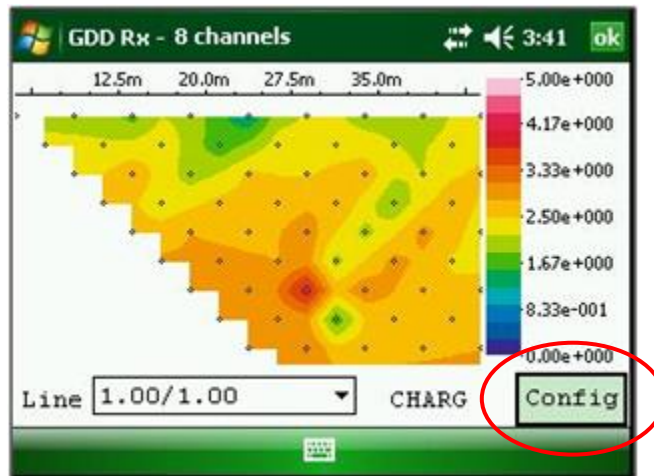 GDD Rx - 8 channels 3:41 ok
12.5m 20.0m 27.5m 35.0m
5.00e+000
4.17e+000
3.33e+000
2.50e+000
1.67e+000
8.33e-001
0.00e+000
Line 1.00/1.00 CHARG Config